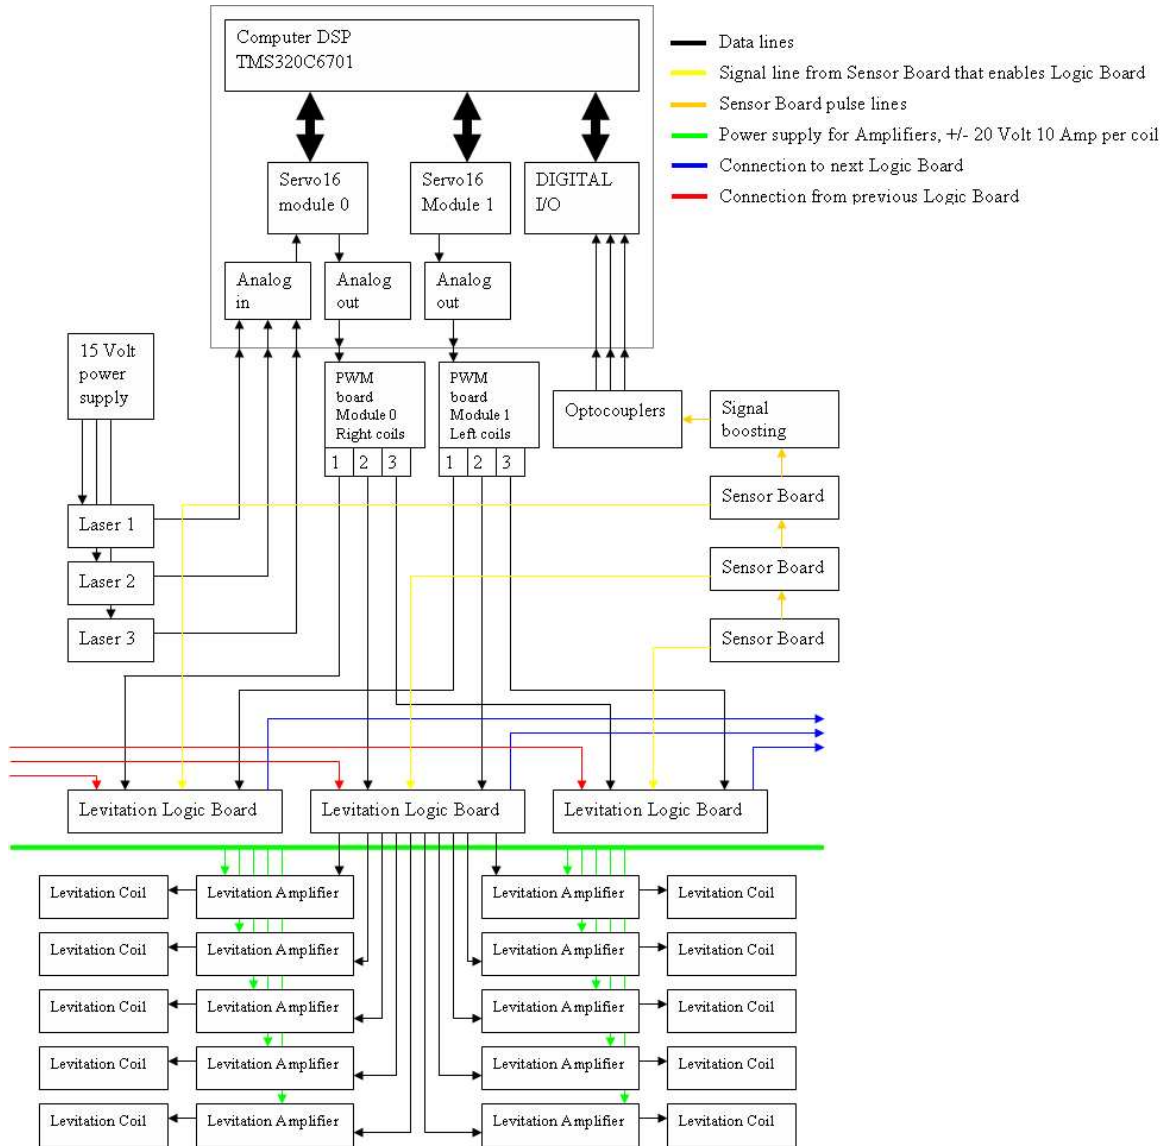 Computer DSP
TMS320C6701
Data lines
Signal line from Sensor Board that enables Logic Board
Sensor Board pulse lines
Power supply for Amplifiers, +/- 20 Volt 10 Amp per coil
Connection to next Logic Board
Connection from previous Logic Board
Servo16
module 0
Servo16
Module 1
DIGITAL
I/O
Analog
in
Analog
out
Analog
out
15 Volt
power
supply
PWM
board
Module 0
Right coils
1 2 3
PWM
board
Module 1
Left coils
1 2 3
Optocouplers
Signal
boosting
Sensor Board
Sensor Board
Sensor Board
Laser 1
Laser 2
Laser 3
Levitation Logic Board
Levitation Logic Board
Levitation Logic Board
Levitation Coil
Levitation Amplifier
Levitation Amplifier
Levitation Coil
Levitation Coil
Levitation Amplifier
Levitation Amplifier
Levitation Coil
Levitation Coil
Levitation Amplifier
Levitation Amplifier
Levitation Coil
Levitation Coil
Levitation Amplifier
Levitation Amplifier
Levitation Coil
Levitation Coil
Levitation Amplifier
Levitation Amplifier
Levitation Coil